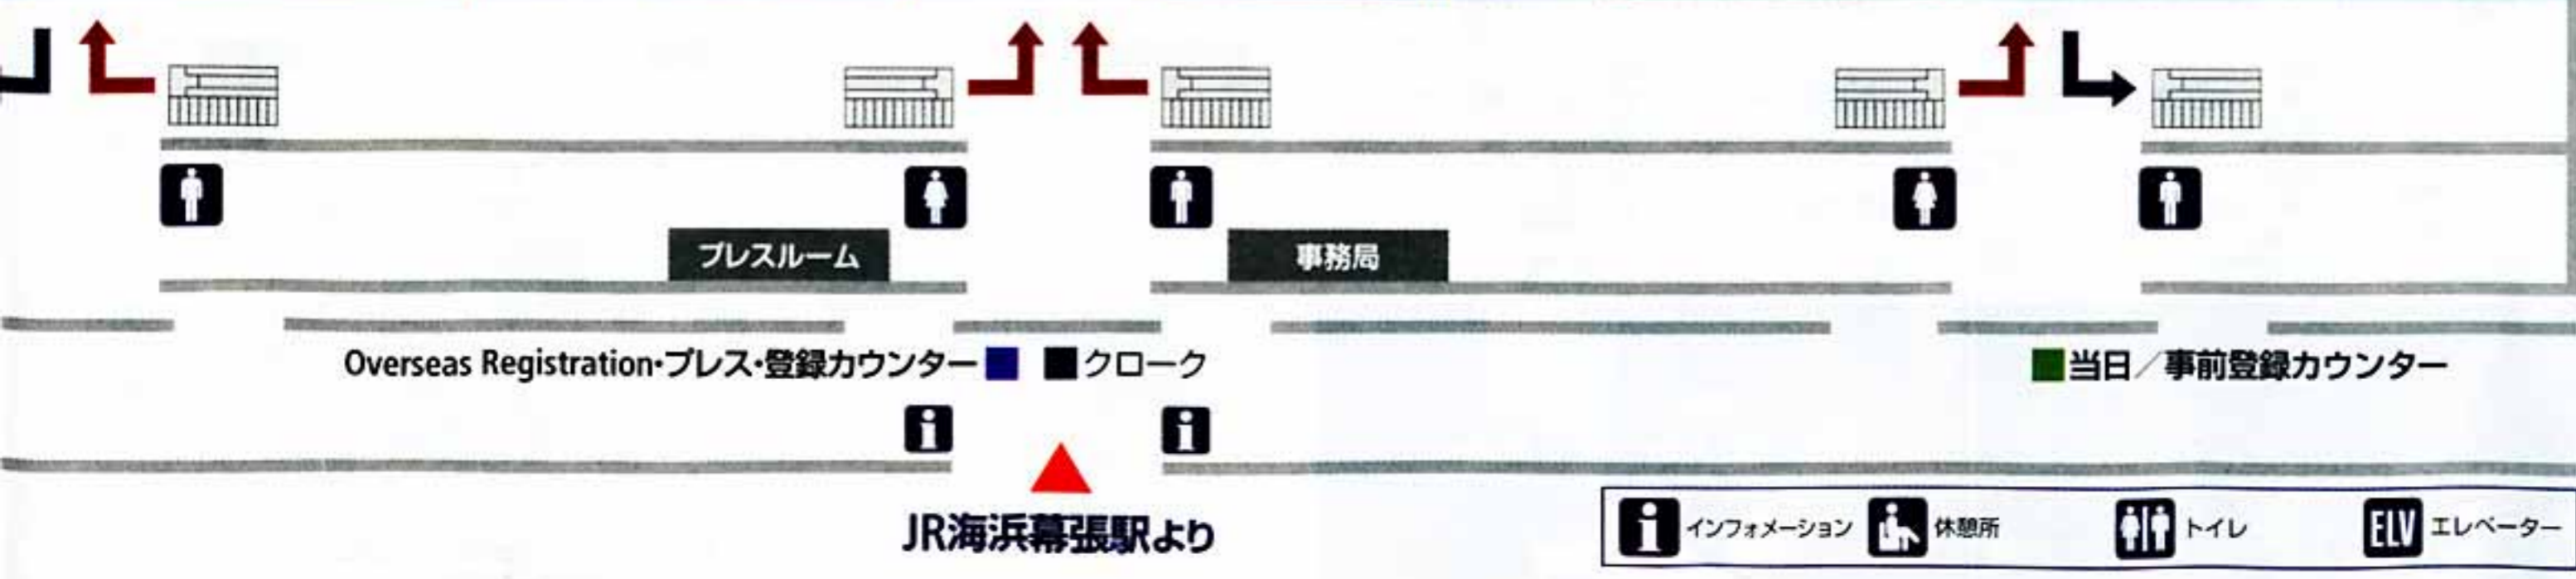 プレスルーム
事務局
Overseas Registration・プレス・登録カウンター
クローク
当日／事前登録カウンター
i
i
JR海浜幕張駅より
i インフォメーション
休憩所
トイレ
ELV エレベーター